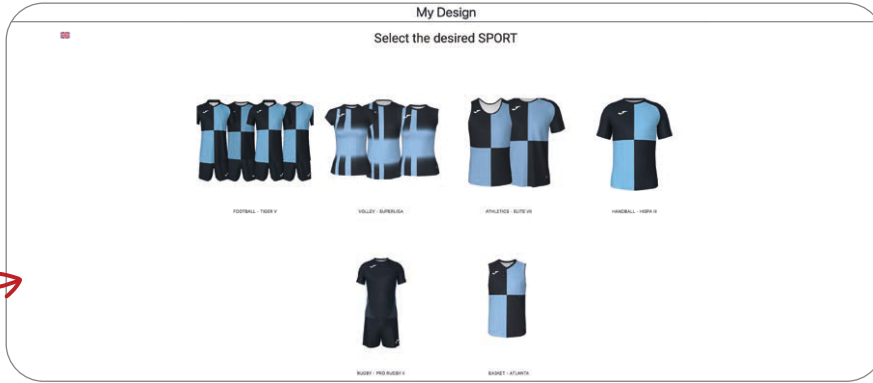 My Design
Select the desired SPORT
FOOTBALL - TIGER V
VOLLEY - SUPERLIGA
ATHLETICS - ELITE VII
HANDBALL - HISPA III
RUGBY - PRO RUGBY II
BASKET - ATLANTA